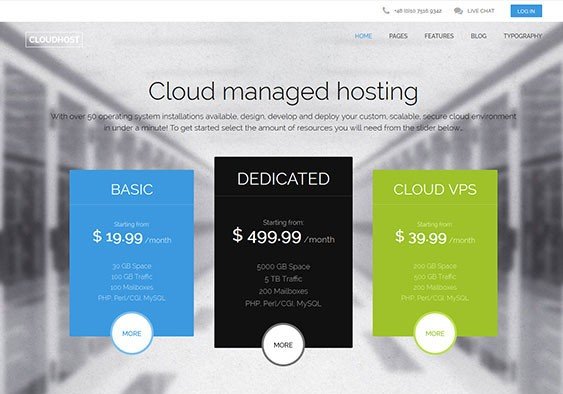 +48 (0)10 7516 9342 LIVE CHAT LOG IN
CLOUDHOST HOME PAGES FEATURES BLOG TYPOGRAPHY
Cloud managed hosting
With over 50 operating system installations available, design, develop and deploy your custom, scalable, secure cloud environment
in under a minute! To get started select the amount of resources you will need from the slider below..
BASIC
Starting from:
$ 19.99 /month
30 GB Space
100 GB Traffic
100 Mailboxes
PHP, Perl/CGI, MySQL
MORE
DEDICATED
Starting from:
$ 499.99 /month
5000 GB Space
5 TB Traffic
200 Mailboxes
PHP, Perl/CGI, MySQL
MORE
CLOUD VPS
Starting from:
$ 39.99 /month
200 GB Space
500 GB Traffic
200 Mailboxes
PHP, Perl/CGI, MySQL
MORE